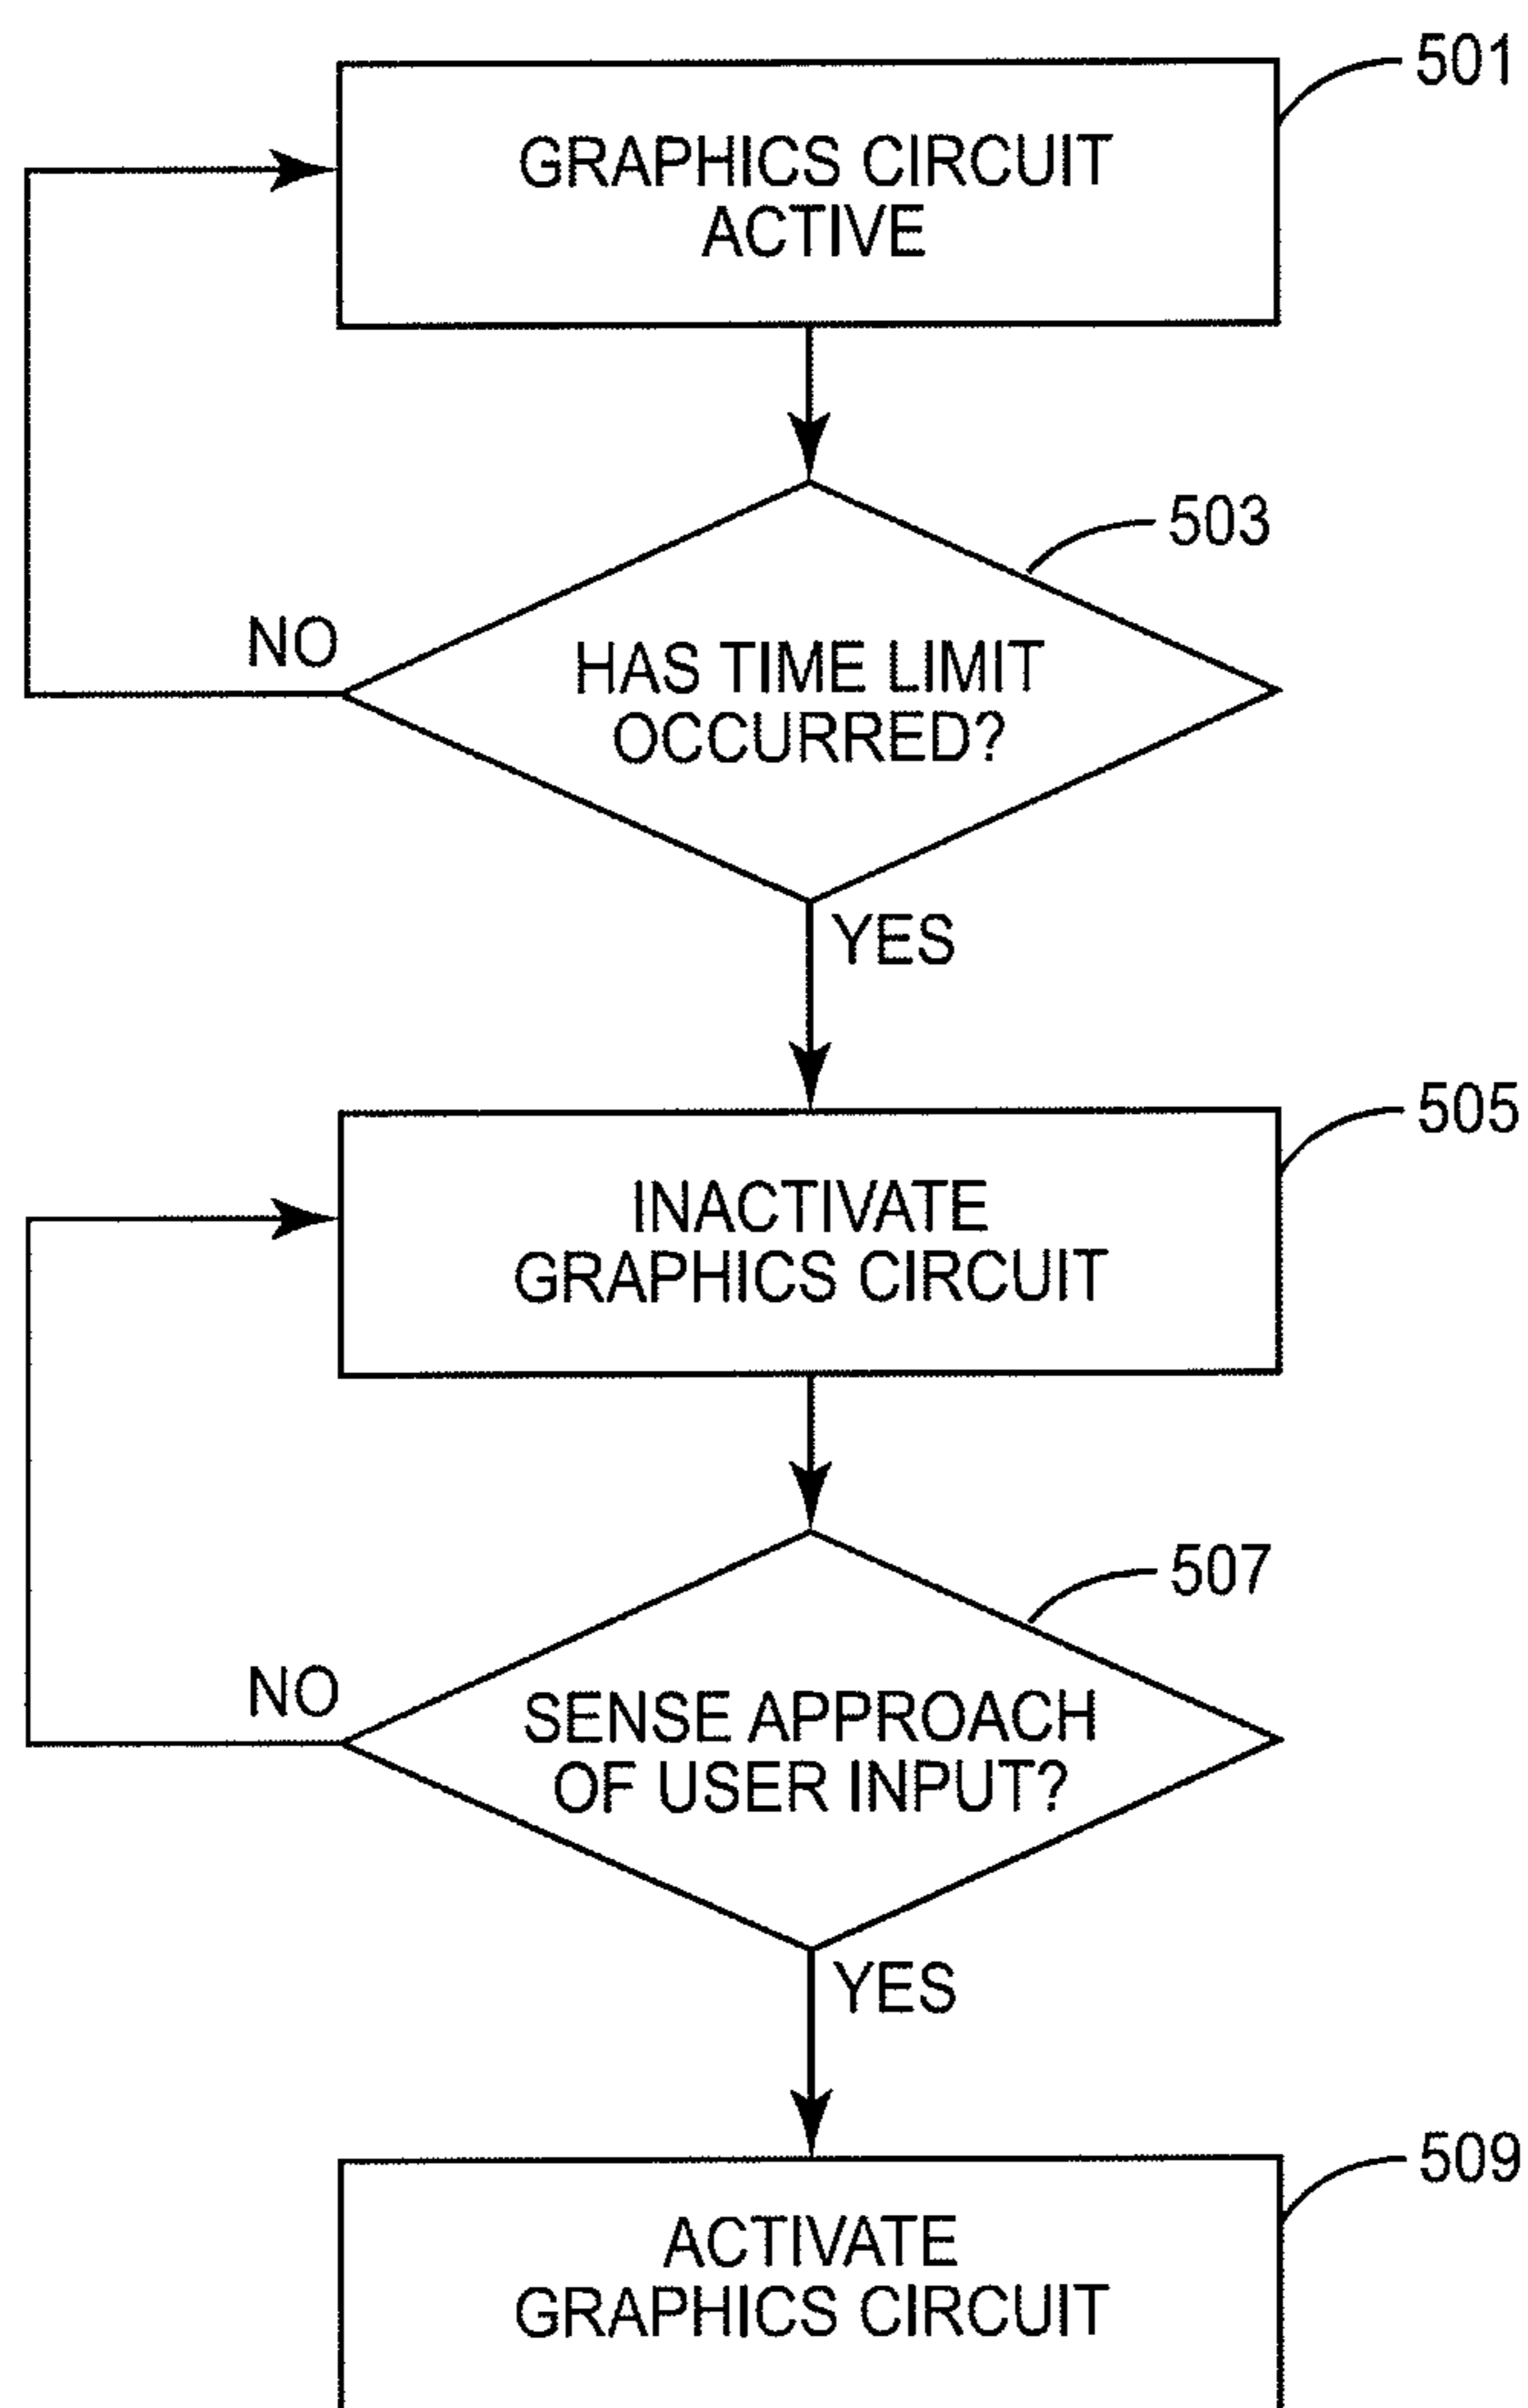 501
GRAPHICS CIRCUIT
ACTIVE
503
NO
HAS TIME LIMIT
OCCURRED?
YES
505
INACTIVATE
GRAPHICS CIRCUIT
507
NO
SENSE APPROACH
OF USER INPUT?
YES
509
ACTIVATE
GRAPHICS CIRCUIT